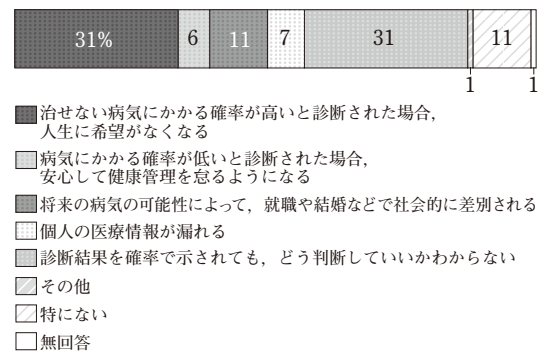 31% 6 11 7 31 11
1 1
治せない病気にかかる確率が高いと診断された場合,
人生に希望がなくなる
病気にかかる確率が低いと診断された場合,
安心して健康管理を怠るようになる
将来の病気の可能性によって,就職や結婚などで社会的に差別される
個人の医療情報が漏れる
診断結果を確率で示されても,どう判断していいかわからない
その他
特にない
無回答